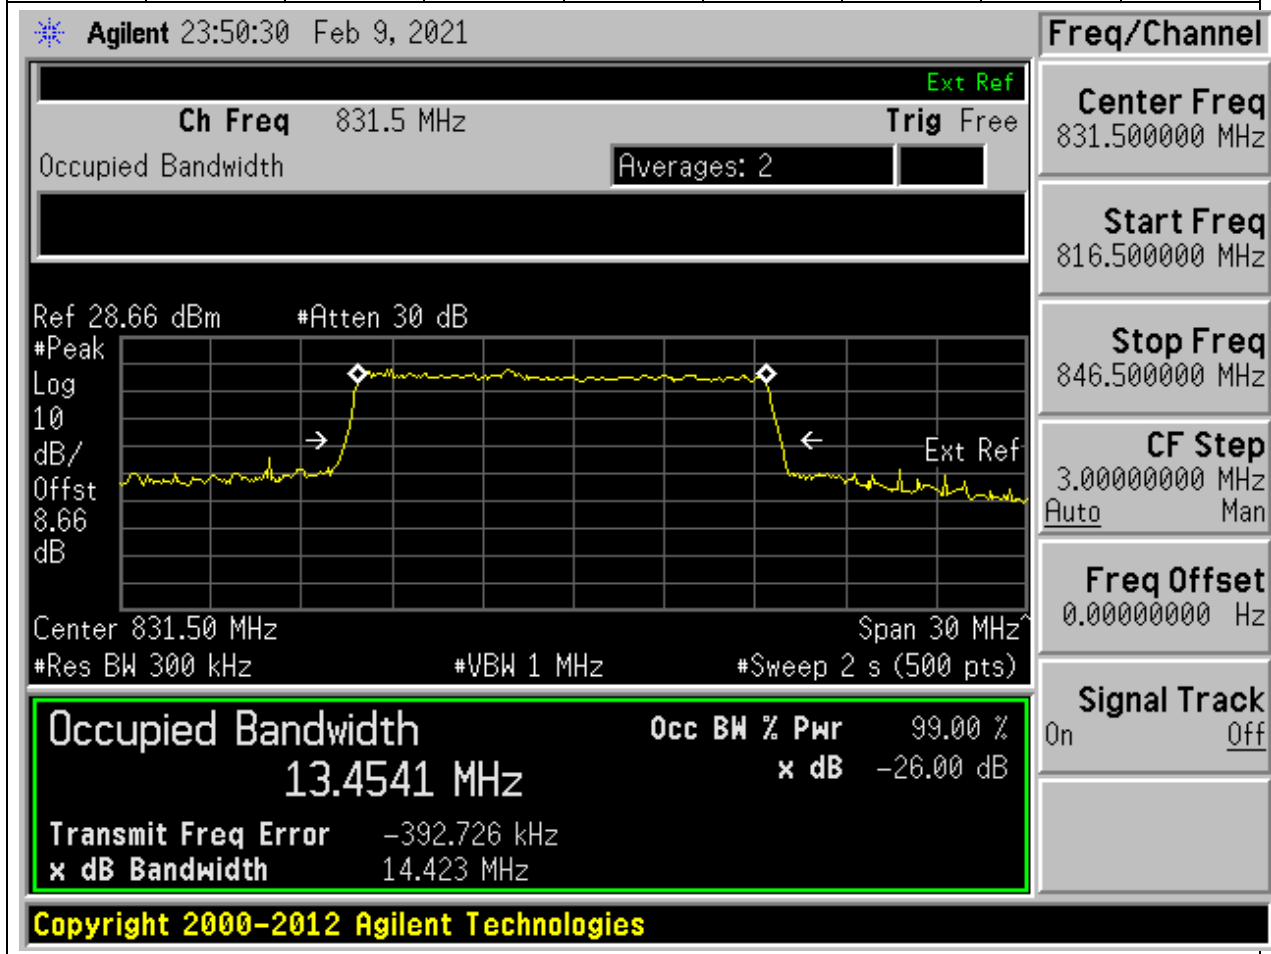 Agilent 23:50:30 Feb 9, 2021
Freq/Channel
Ext Ref
Ch Freq 831.5 MHz Trig Free
Occupied Bandwidth Averages: 2
Ref 28.66 dBm #Atten 30 dB
#Peak
Log
10
dB/
Offst
8.66
dB
Ext Ref
Center 831.50 MHz Span 30 MHz^
#Res BW 300 kHz #VBW 1 MHz #Sweep 2 s (500 pts)
Occupied Bandwidth Occ BW % Pwr 99.00 %
13.4541 MHz x dB -26.00 dB
Transmit Freq Error -392.726 kHz
x dB Bandwidth 14.423 MHz
Copyright 2000-2012 Agilent Technologies
Center Freq
831.500000 MHz
Start Freq
816.500000 MHz
Stop Freq
846.500000 MHz
CF Step
3.00000000 MHz
Auto Man
Freq Offset
0.00000000 Hz
Signal Track
On Off